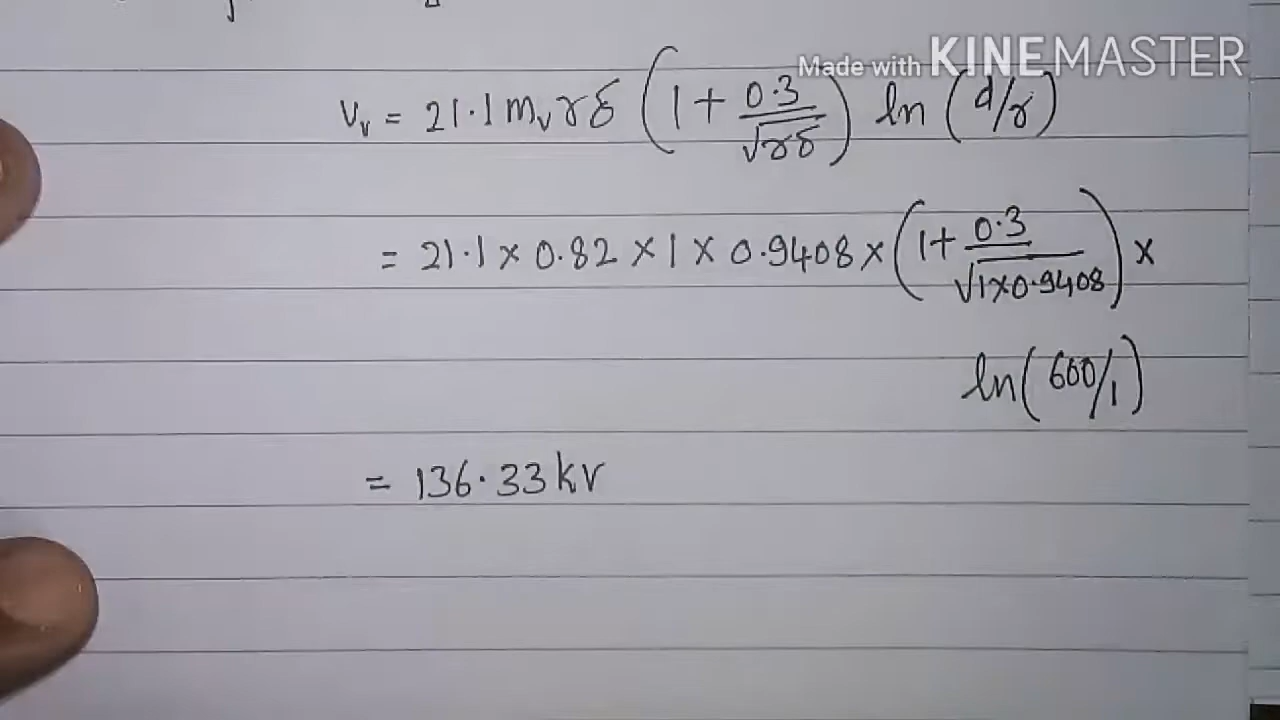 Made with KINEMASTER
Vv = 21.1 mv r δ (1 + 0.3/√rδ) ln (d/r)
= 21.1 × 0.82 × 1 × 0.9408 × (1 + 0.3/√1×0.9408) ×
ln(600/1)
= 136.33 kV